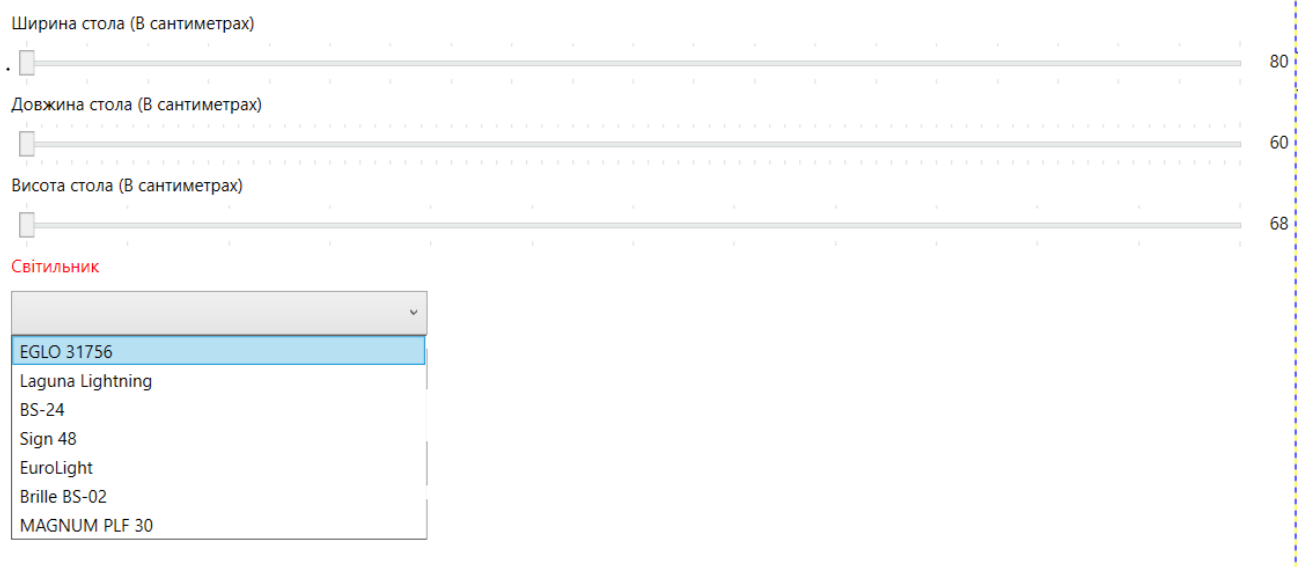 Ширина стола (В сантиметрах)
80
Довжина стола (В сантиметрах)
60
Висота стола (В сантиметрах)
68
Світильник
EGLO 31756
Laguna Lightning
BS-24
Sign 48
EuroLight
Brille BS-02
MAGNUM PLF 30